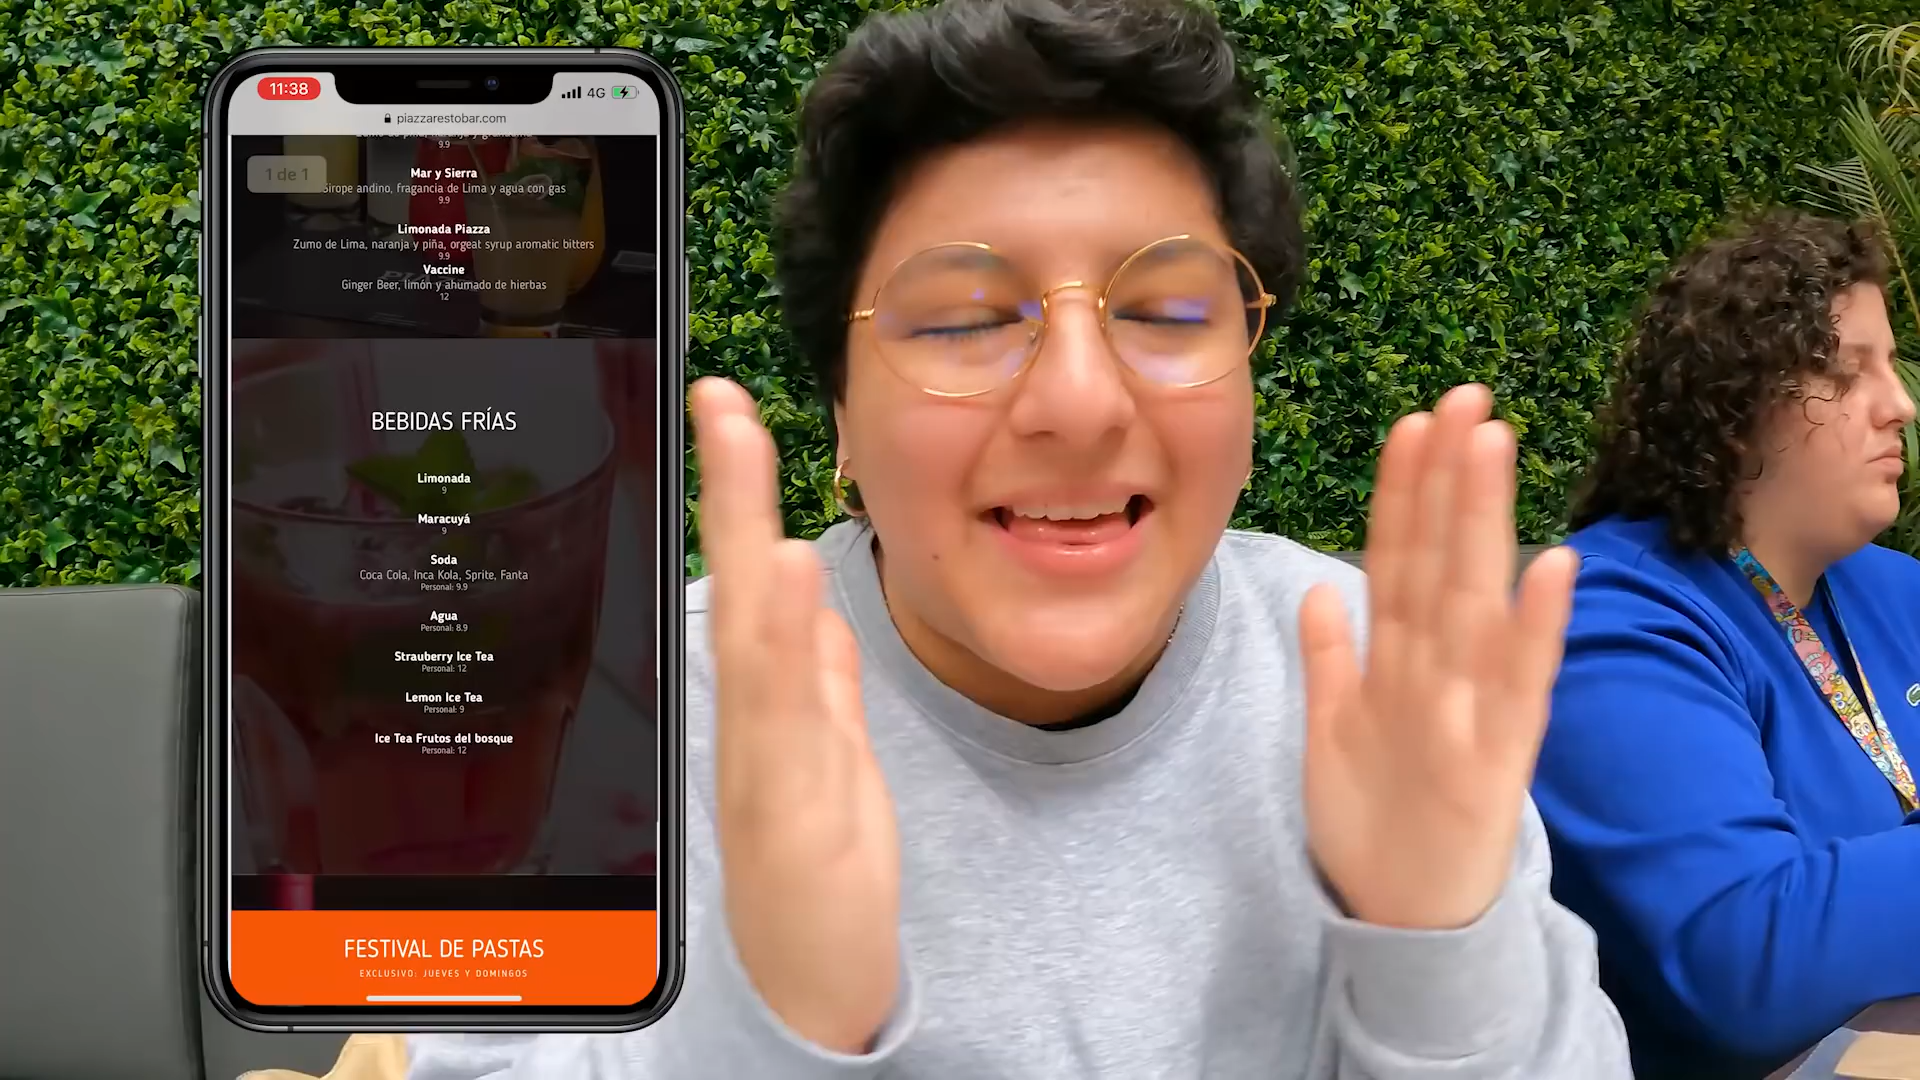 11:38
4G
piazzarestobar.com
9.9
1 de 1
Mar y Sierra
Sirope andino, fragancia de Lima y agua con gas
9.9
Limonada Piazza
Zumo de Lima, naranja y piña, orgeat syrup aromatic bitters
9.9
Vaccine
Ginger Beer, limón y ahumado de hierbas
12
BEBIDAS FRÍAS
Limonada
9
Maracuyá
9
Soda
Coca Cola, Inca Kola, Sprite, Fanta
Personal: 9.9
Agua
Personal: 8.9
Strauberry Ice Tea
Personal: 12
Lemon Ice Tea
Personal: 9
Ice Tea Frutos del bosque
Personal: 12
FESTIVAL DE PASTAS
EXCLUSIVO: JUEVES Y DOMINGOS